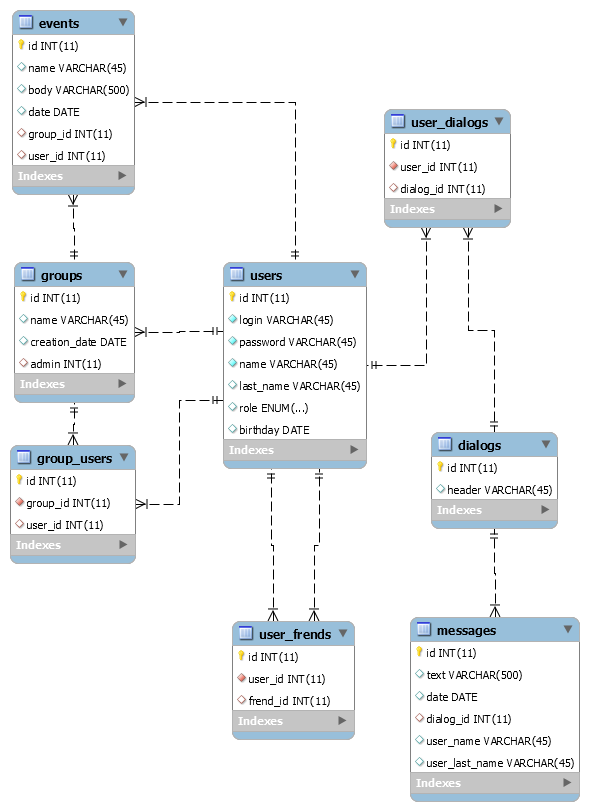 events
id INT(11)
name VARCHAR(45)
body VARCHAR(500)
date DATE
group_id INT(11)
user_id INT(11)
Indexes
user_dialogs
id INT(11)
user_id INT(11)
dialog_id INT(11)
Indexes
groups
id INT(11)
name VARCHAR(45)
creation_date DATE
admin INT(11)
Indexes
users
id INT(11)
login VARCHAR(45)
password VARCHAR(45)
name VARCHAR(45)
last_name VARCHAR(45)
role ENUM(...)
birthday DATE
Indexes
group_users
id INT(11)
group_id INT(11)
user_id INT(11)
Indexes
dialogs
id INT(11)
header VARCHAR(45)
Indexes
user_frends
id INT(11)
user_id INT(11)
frend_id INT(11)
Indexes
messages
id INT(11)
text VARCHAR(500)
date DATE
dialog_id INT(11)
user_name VARCHAR(45)
user_last_name VARCHAR(45)
Indexes